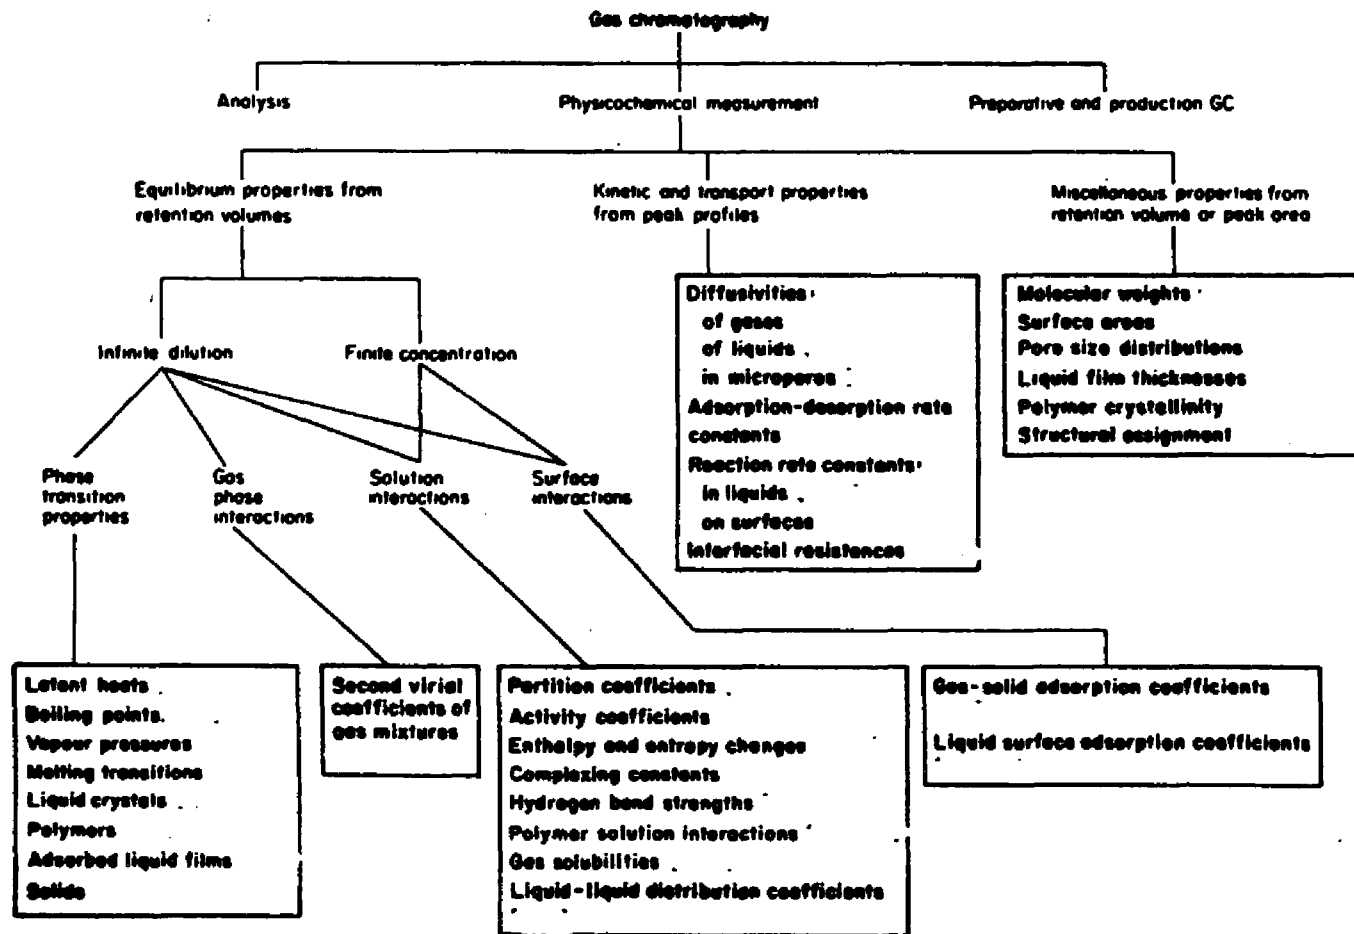 Gas chromatography
Analysis
Physicochemical measurement
Preparative and production GC
Equilibrium properties from
retention volumes
Kinetic and transport properties
from peak profiles
Miscellaneous properties from
retention volume or peak area
Infinite dilution
Finite concentration
Diffusivities:
of gases
of liquids
in micropores
Adsorption-desorption rate
constants
Reaction rate constants:
in liquids
on surfaces
Interfacial resistances
Molecular weights
Surface areas
Pore size distributions
Liquid film thicknesses
Polymer crystallinity
Structural assignment
Phase
transition
properties
Gas
phase
interactions
Solution
interactions
Surface
interactions
Latent heats
Boiling points
Vapour pressures
Melting transitions
Liquid crystals
Polymers
Adsorbed liquid films
Solids
Second virial
coefficients of
gas mixtures
Partition coefficients
Activity coefficients
Enthalpy and entropy changes
Complexing constants
Hydrogen bond strengths
Polymer solution interactions
Gas solubilities
Liquid-liquid distribution coefficients
Gas-solid adsorption coefficients
Liquid surface adsorption coefficients